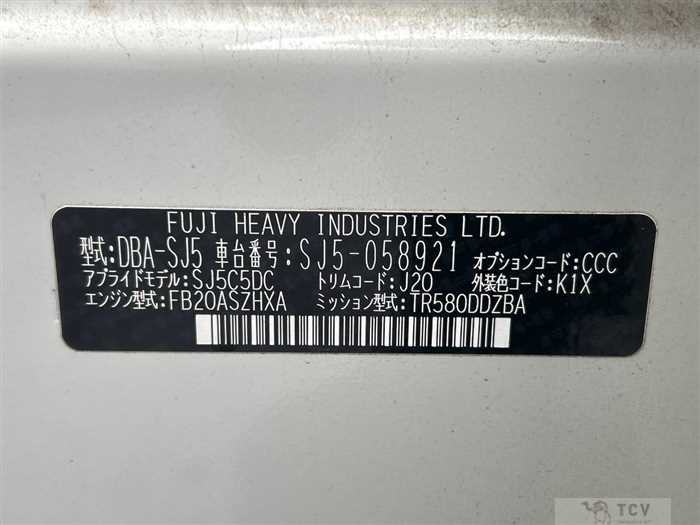 FUJI HEAVY INDUSTRIES LTD.
型式:DBA-SJ5 車台番号:SJ5-058921 オプションコード:CCC
アプライドモデル:SJ5C5DC トリムコード:J20 外装色コード:K1X
エンジン型式:FB20ASZHXA ミッション型式:TR580DDZBA
TCV